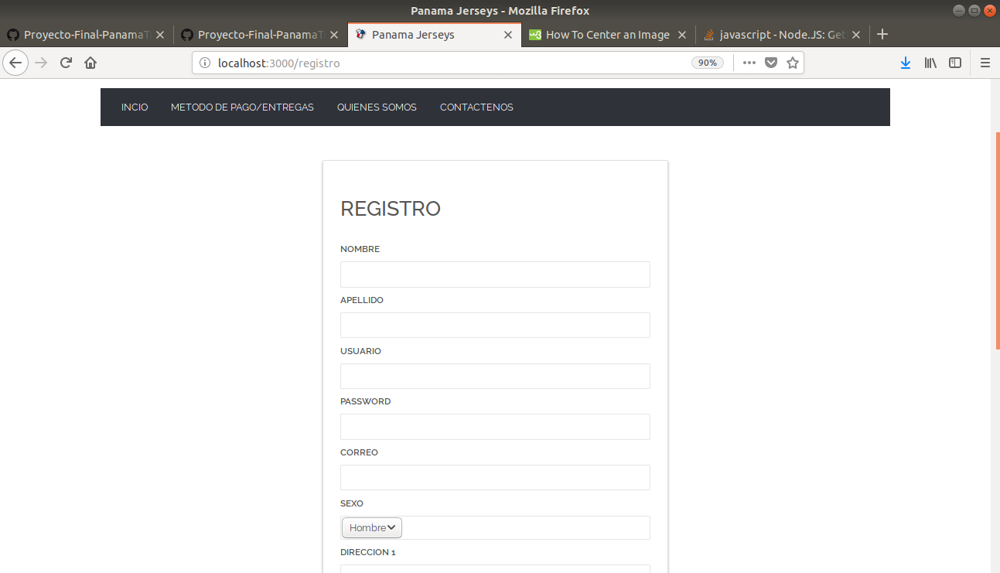 Panama Jerseys - Mozilla Firefox
Proyecto-Final-PanamaT
Proyecto-Final-PanamaT
Panama Jerseys
How To Center an Image
javascript - Node.JS: Get
localhost:3000/registro
90%
INCIO METODO DE PAGO/ENTREGAS QUIENES SOMOS CONTACTENOS
REGISTRO
NOMBRE
APELLIDO
USUARIO
PASSWORD
CORREO
SEXO
Hombre
DIRECCION 1